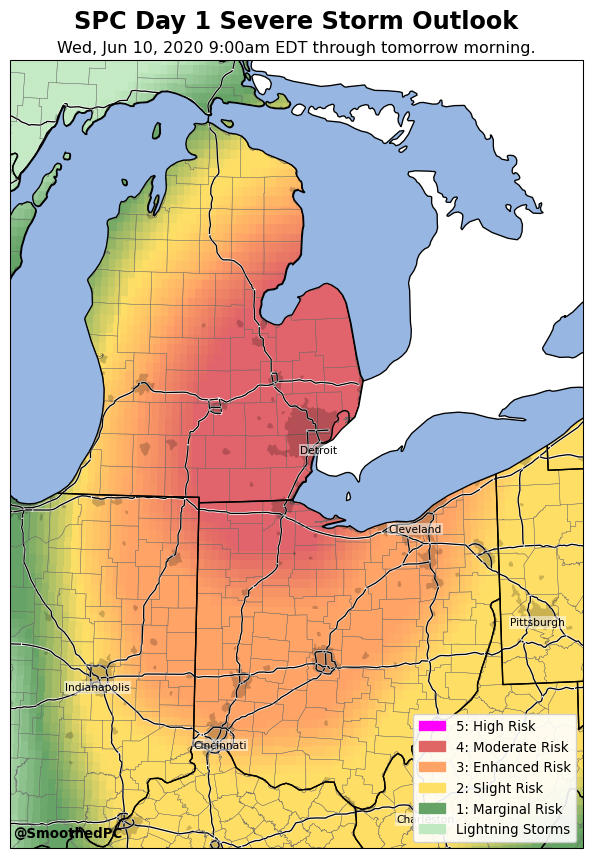 SPC Day 1 Severe Storm Outlook
Wed, Jun 10, 2020 9:00am EDT through tomorrow morning.
Detroit
Cleveland
Pittsburgh
Indianapolis
Cincinnati
Charleston
5: High Risk
4: Moderate Risk
3: Enhanced Risk
2: Slight Risk
1: Marginal Risk
Lightning Storms
@SmoothedPC